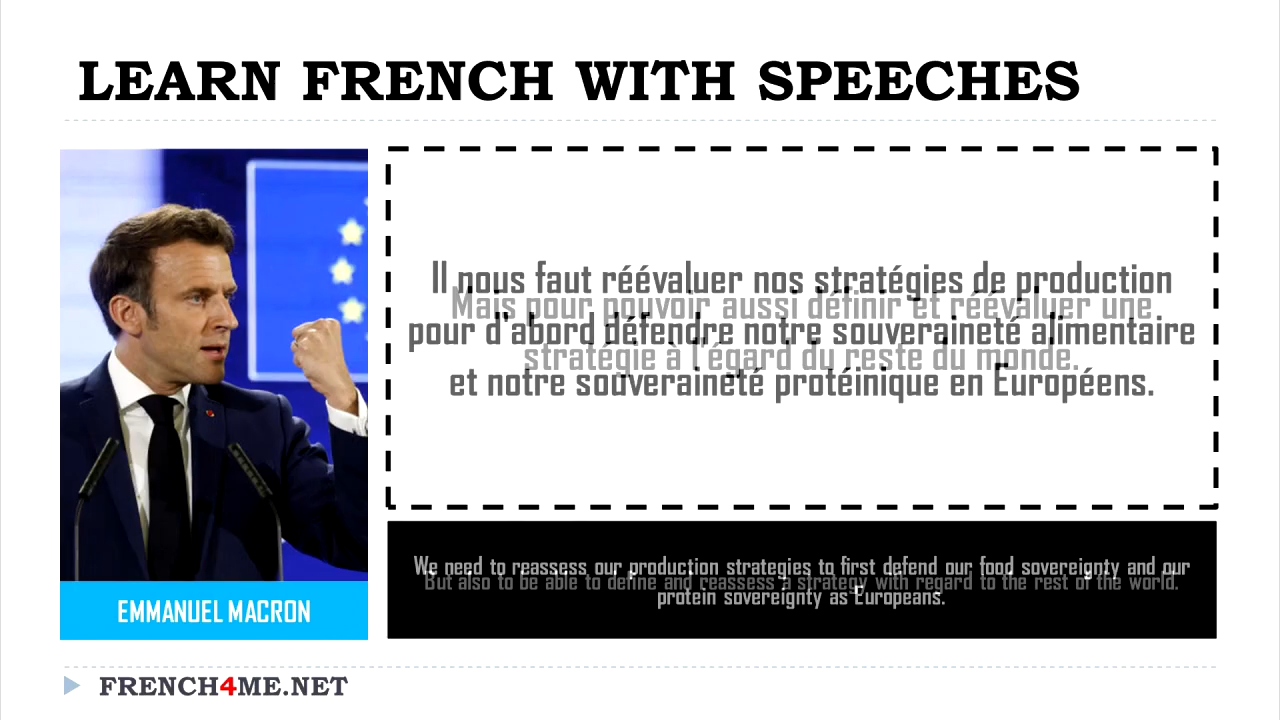 LEARN FRENCH WITH SPEECHES
Il nous faut réévaluer nos stratégies de production
Mais pour pouvoir aussi définir et réévaluer une
pour d'abord défendre notre souveraineté alimentaire
stratégie à l'égard du reste du monde.
et notre souveraineté protéinique en Européens.
We need to reassess our production strategies to first defend our food sovereignty and our
But also to be able to define and reassess a strategy with regard to the rest of the world.
protein sovereignty as Europeans.
EMMANUEL MACRON
FRENCH4ME.NET